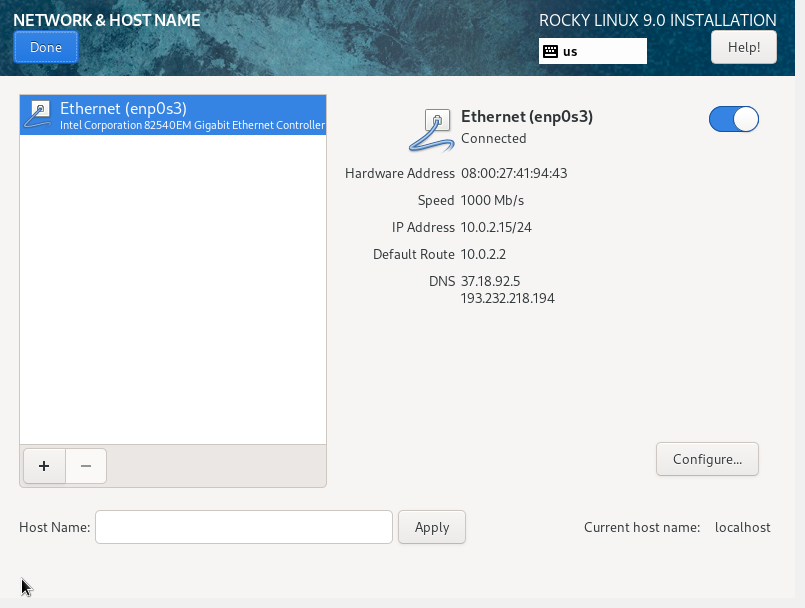 NETWORK & HOST NAME
ROCKY LINUX 9.0 INSTALLATION
Done
us
Help!
Ethernet (enp0s3)
Intel Corporation 82540EM Gigabit Ethernet Controller
Ethernet (enp0s3)
Connected
Hardware Address 08:00:27:41:94:43
Speed 1000 Mb/s
IP Address 10.0.2.15/24
Default Route 10.0.2.2
DNS 37.18.92.5
193.232.218.194
+ −
Configure...
Host Name: Apply Current host name: localhost